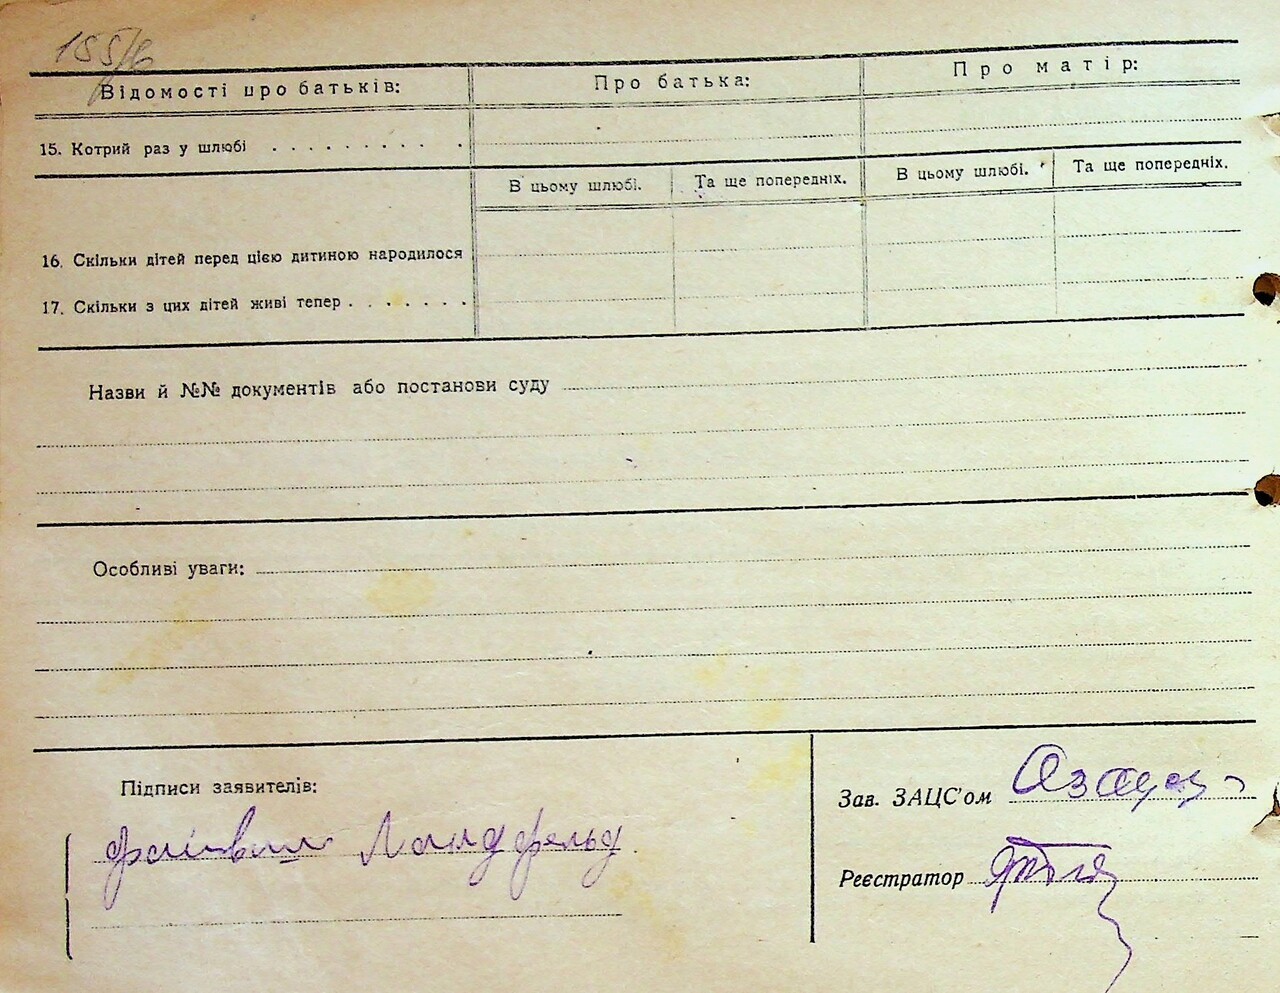 155/6
Відомості про батьків: Про батька: Про матір:
15. Котрий раз у шлюбі . . . . . . . . . .
В цьому шлюбі. Та ще попередніх. В цьому шлюбі. Та ще попередніх.
16. Скільки дітей перед цією дитиною народилося
17. Скільки з цих дітей живі тепер . . . . . . .
Назви й №№ документів або постанови суду
Особливі уваги:
Підписи заявителів:
Зав. ЗАЦС'ом
Файвиш Ландфельд
Реєстратор